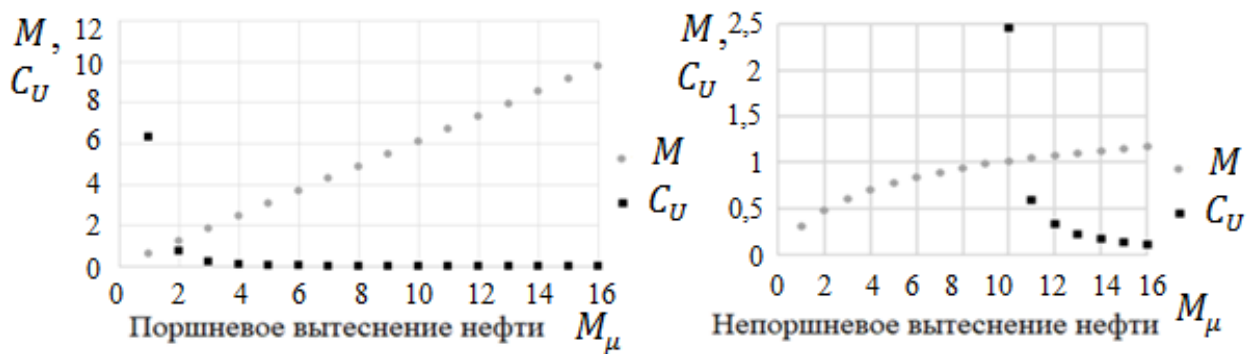 M ,
C_U
12
10
8
6
4
2
0
0 2 4 6 8 10 12 14 16
M
C_U
Поршневое вытеснение нефти M_μ
M ,
C_U
2,5
2
1,5
1
0,5
0
0 2 4 6 8 10 12 14 16
M
C_U
Непоршневое вытеснение нефти M_μ